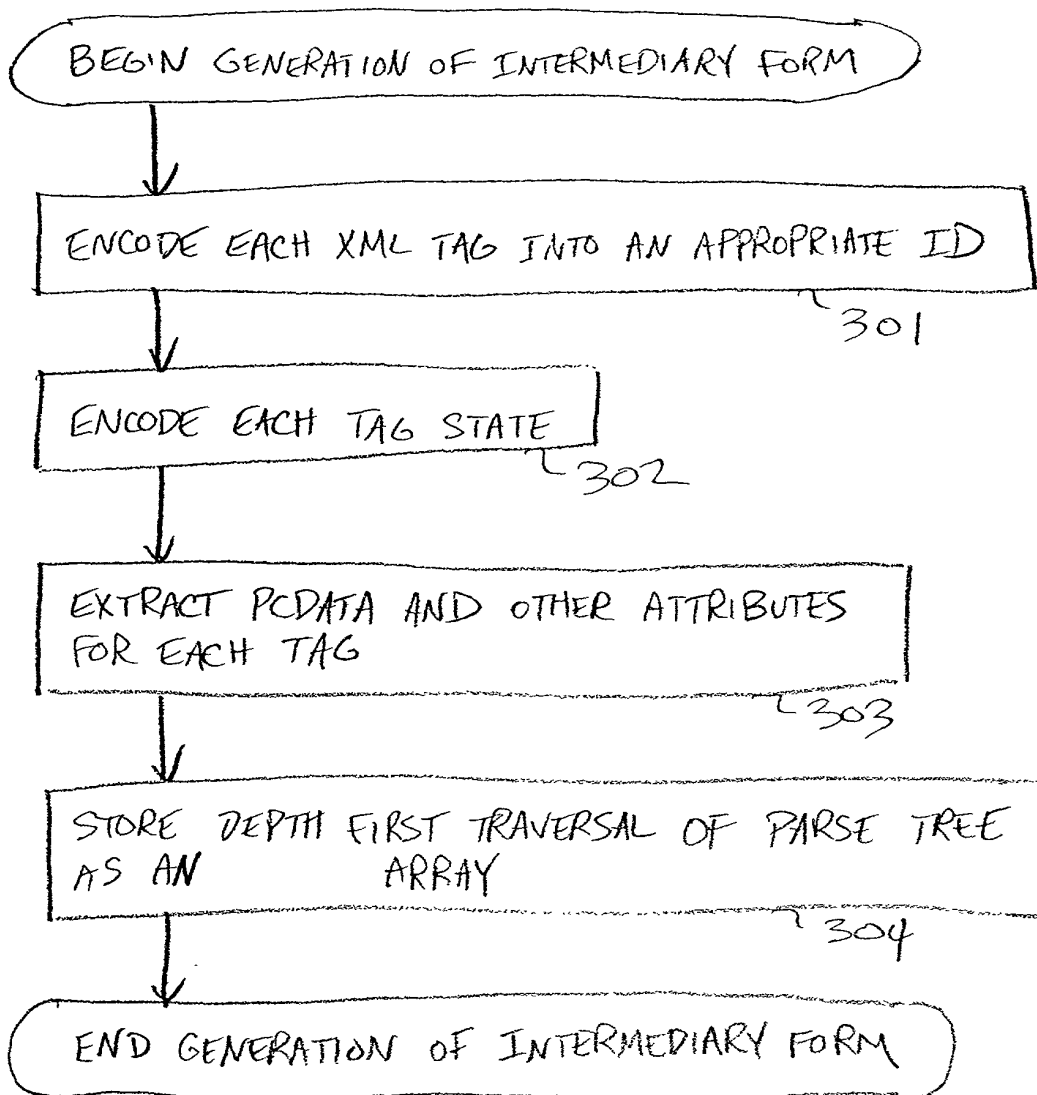 BEGIN GENERATION OF INTERMEDIARY FORM
ENCODE EACH XML TAG INTO AN APPROPRIATE ID
301
ENCODE EACH TAG STATE
302
EXTRACT PCDATA AND OTHER ATTRIBUTES
FOR EACH TAG
303
STORE DEPTH FIRST TRAVERSAL OF PARSE TREE
AS AN ARRAY
304
END GENERATION OF INTERMEDIARY FORM